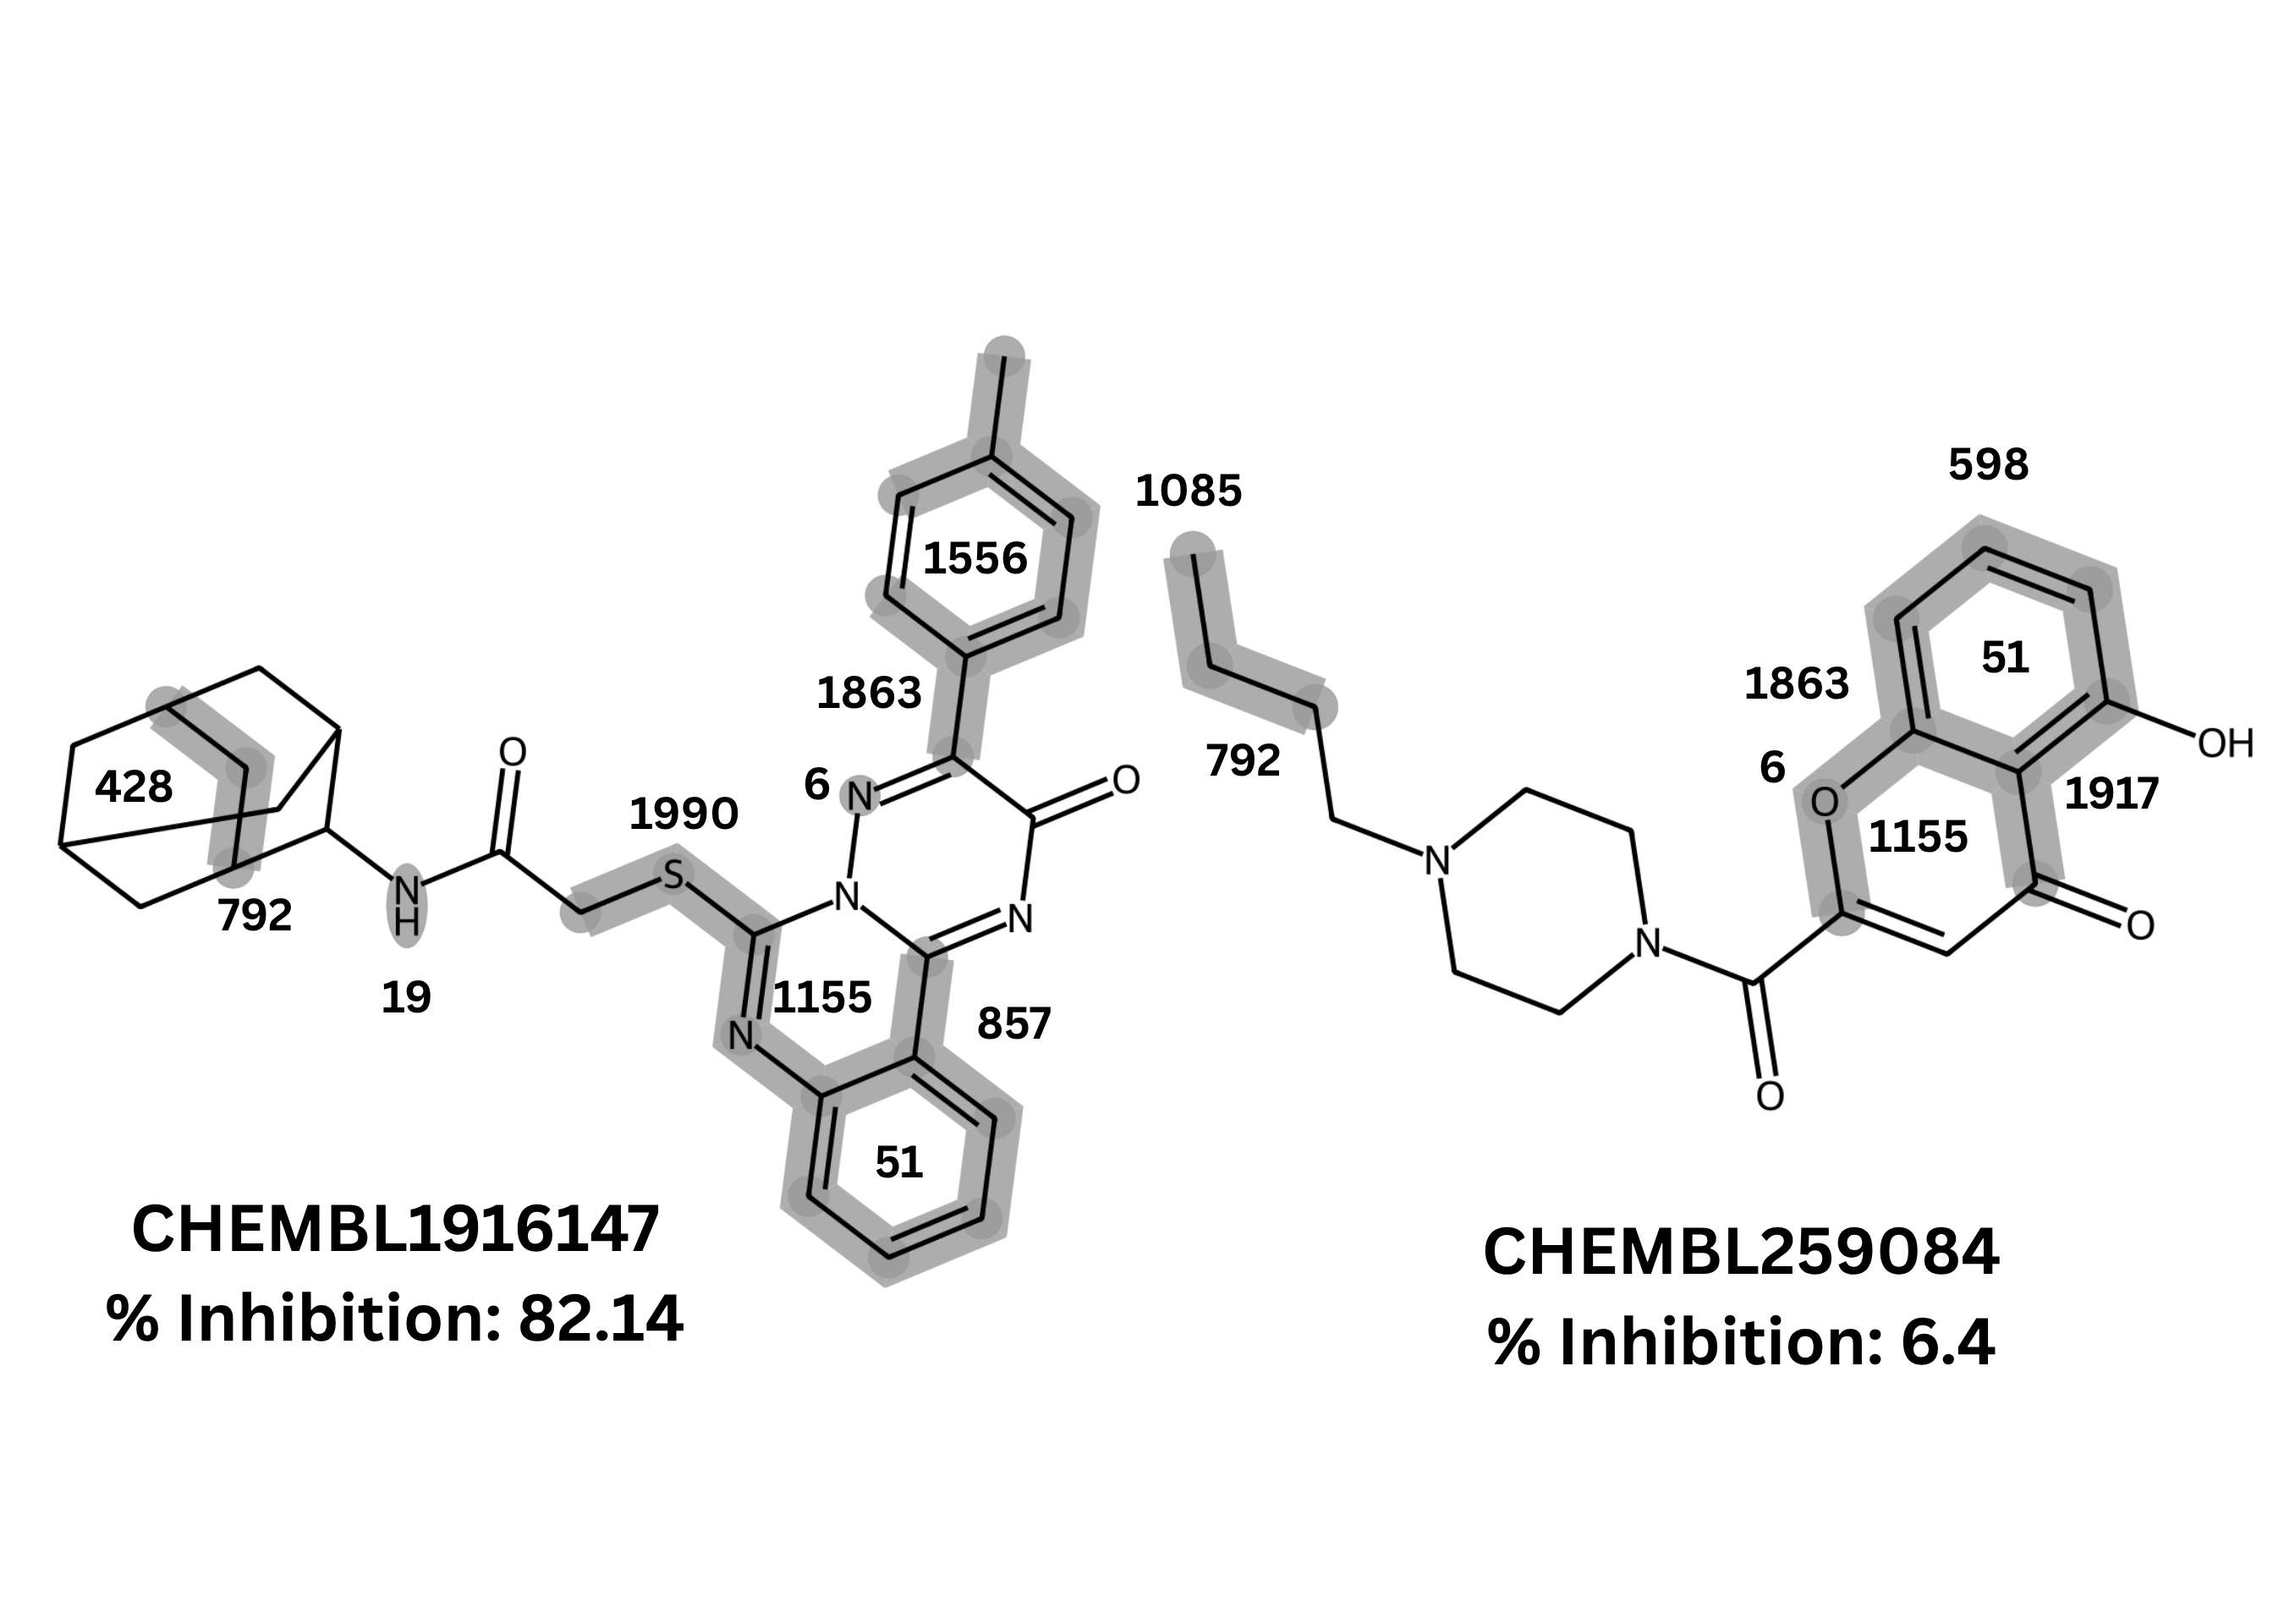 598
1085
1556
51
1863
1863
OH
O
6
O
792
1917
428
6
N
O
1990
1155
N
O
S
N
N
N
O
792
N
H
19
1155
857
N
O
51
CHEMBL1916147
% Inhibition: 82.14
CHEMBL259084
% Inhibition: 6.4